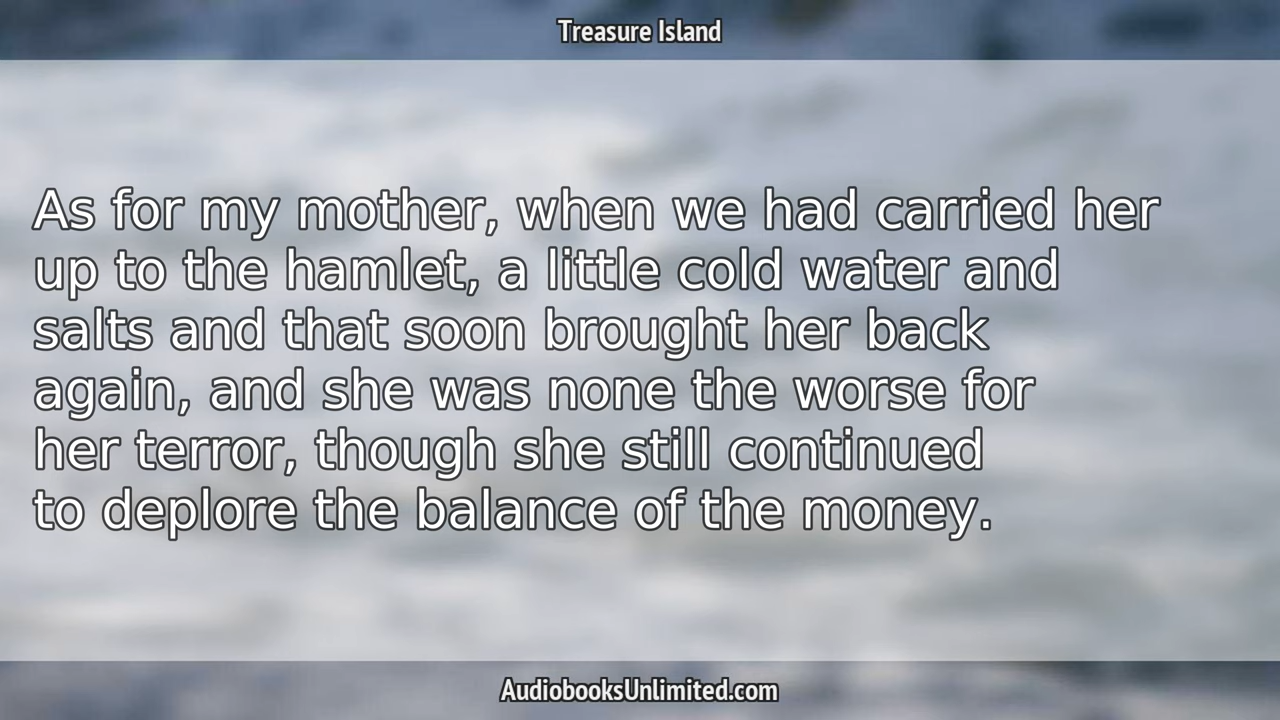 Treasure Island
As for my mother, when we had carried her
up to the hamlet, a little cold water and
salts and that soon brought her back
again, and she was none the worse for
her terror, though she still continued
to deplore the balance of the money.
AudiobooksUnlimited.com